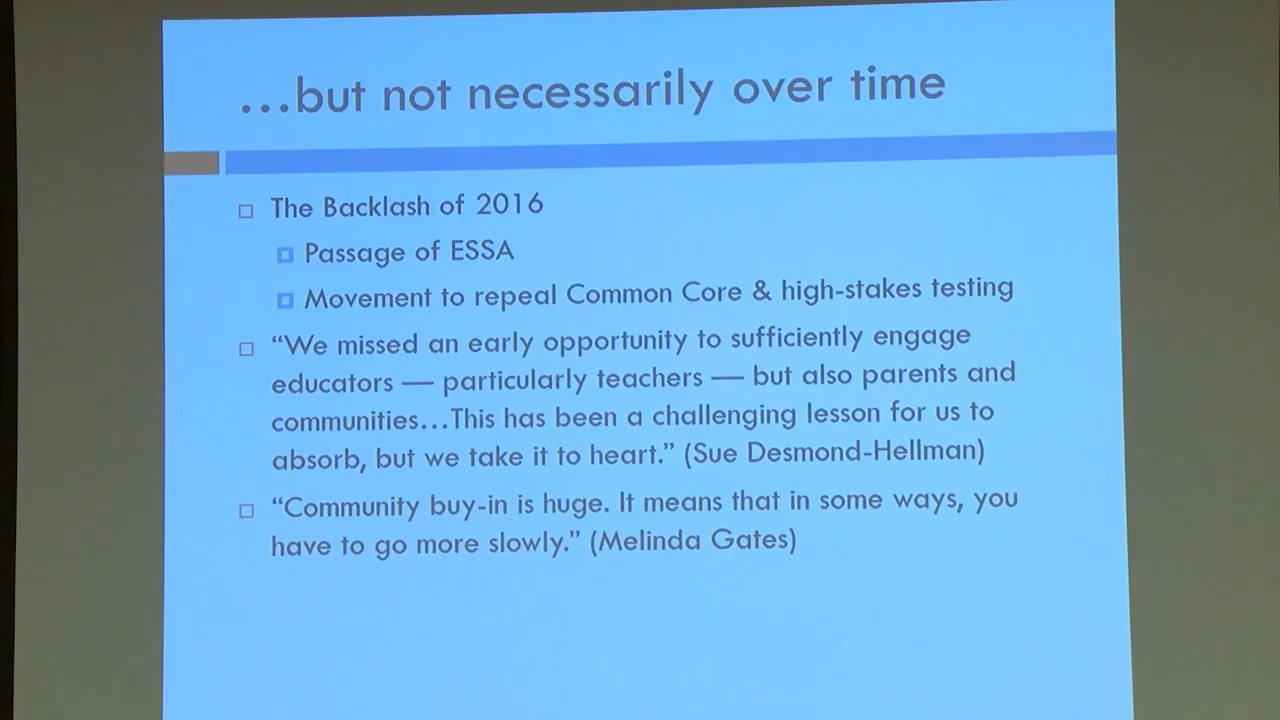 …but not necessarily over time
The Backlash of 2016
Passage of ESSA
Movement to repeal Common Core & high-stakes testing
“We missed an early opportunity to sufficiently engage
educators — particularly teachers — but also parents and
communities…This has been a challenging lesson for us to
absorb, but we take it to heart.” (Sue Desmond-Hellman)
“Community buy-in is huge. It means that in some ways, you
have to go more slowly.” (Melinda Gates)